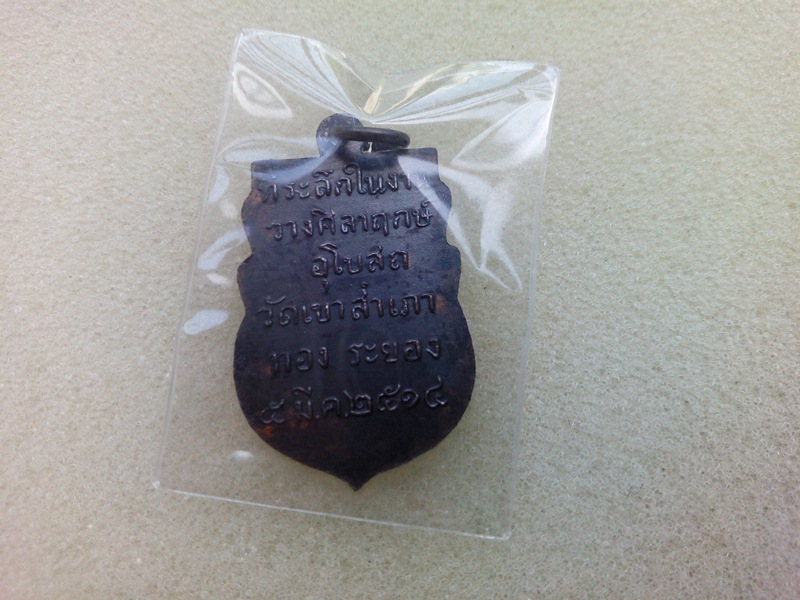 ที่ระลึกในงาน
วางศิลาฤกษ์
อุโบสถ
วัดเขาสำเภา
ทอง ระยอง
๕ มี.ค.๒๕๑๔